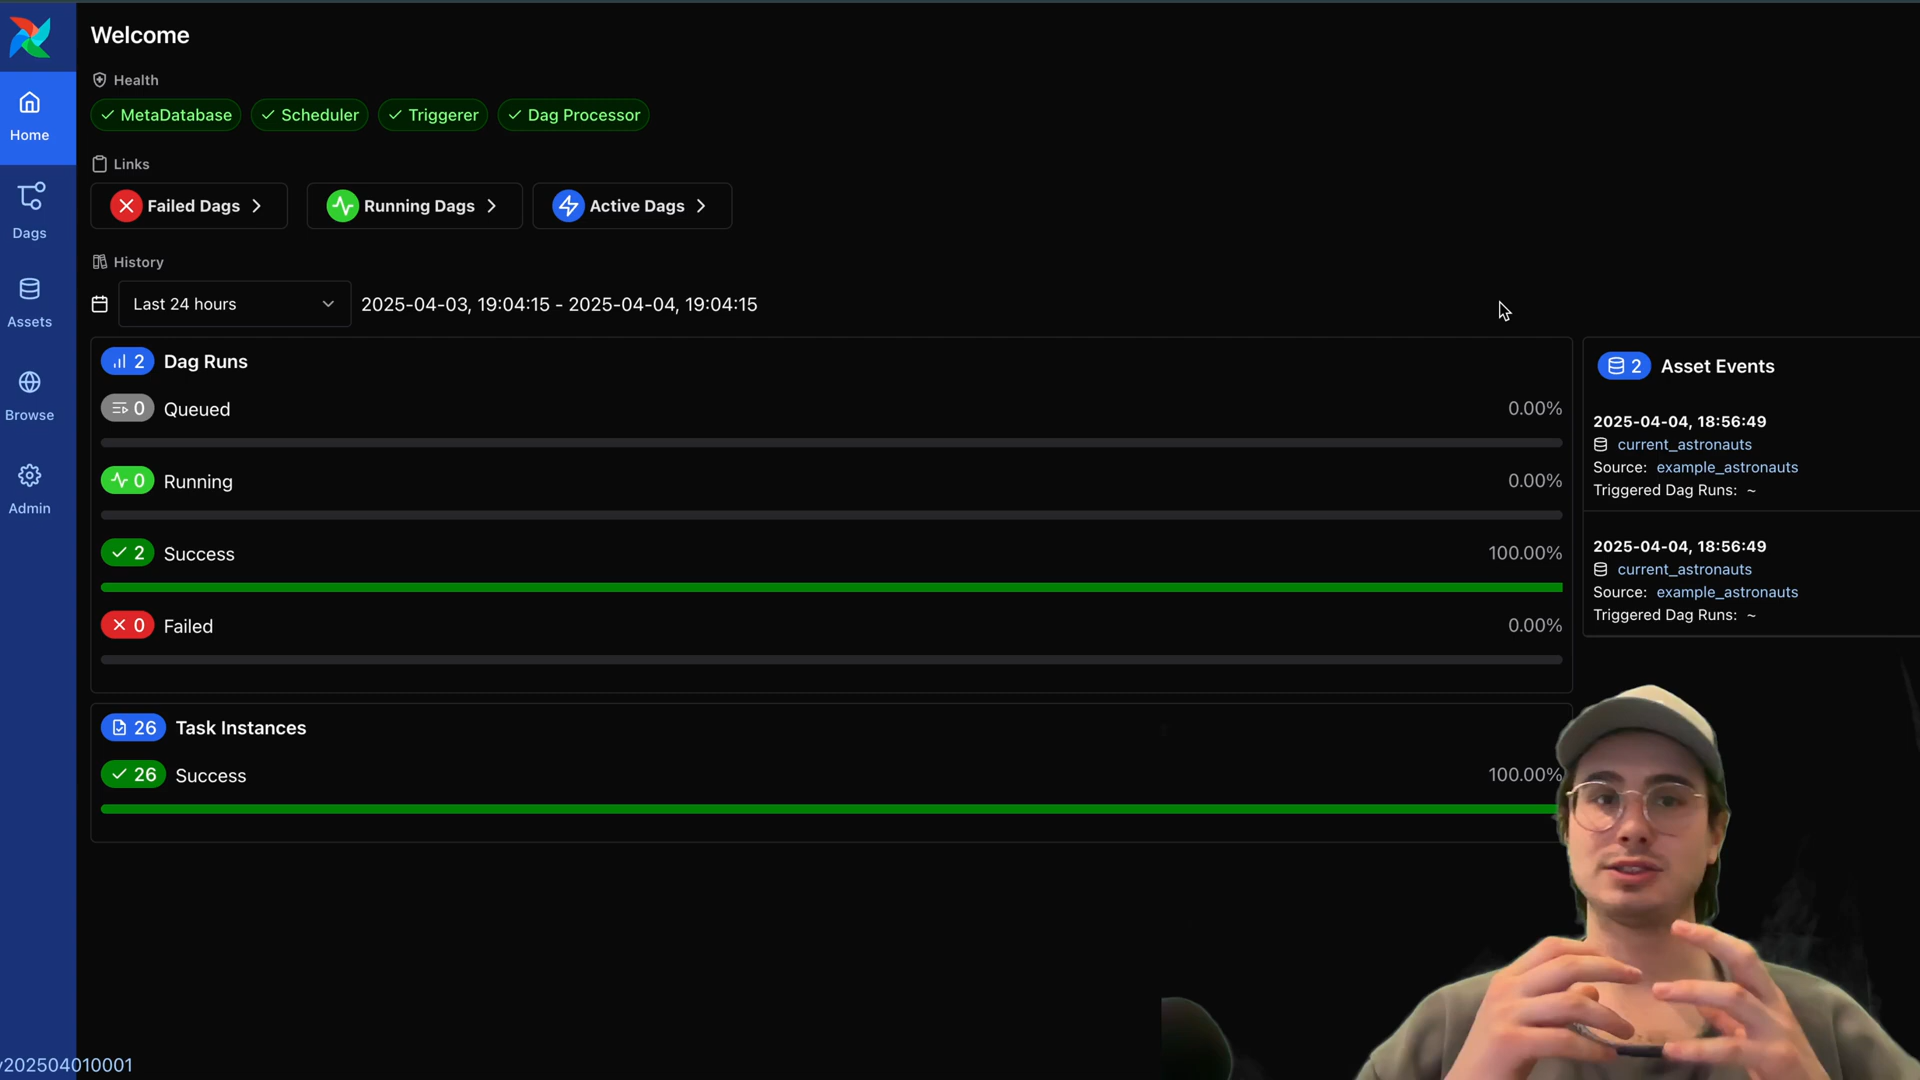 Welcome
Health
MetaDatabase
Scheduler
Triggerer
Dag Processor
Links
Failed Dags
Running Dags
Active Dags
History
Last 24 hours
2025-04-03, 19:04:15 - 2025-04-04, 19:04:15
2 Dag Runs
0 Queued
0.00%
0 Running
0.00%
2 Success
100.00%
0 Failed
0.00%
26 Task Instances
26 Success
100.00%
2 Asset Events
2025-04-04, 18:56:49
current_astronauts
Source: example_astronauts
Triggered Dag Runs: ~
2025-04-04, 18:56:49
current_astronauts
Source: example_astronauts
Triggered Dag Runs: ~
Home
Dags
Assets
Browse
Admin
v202504010001